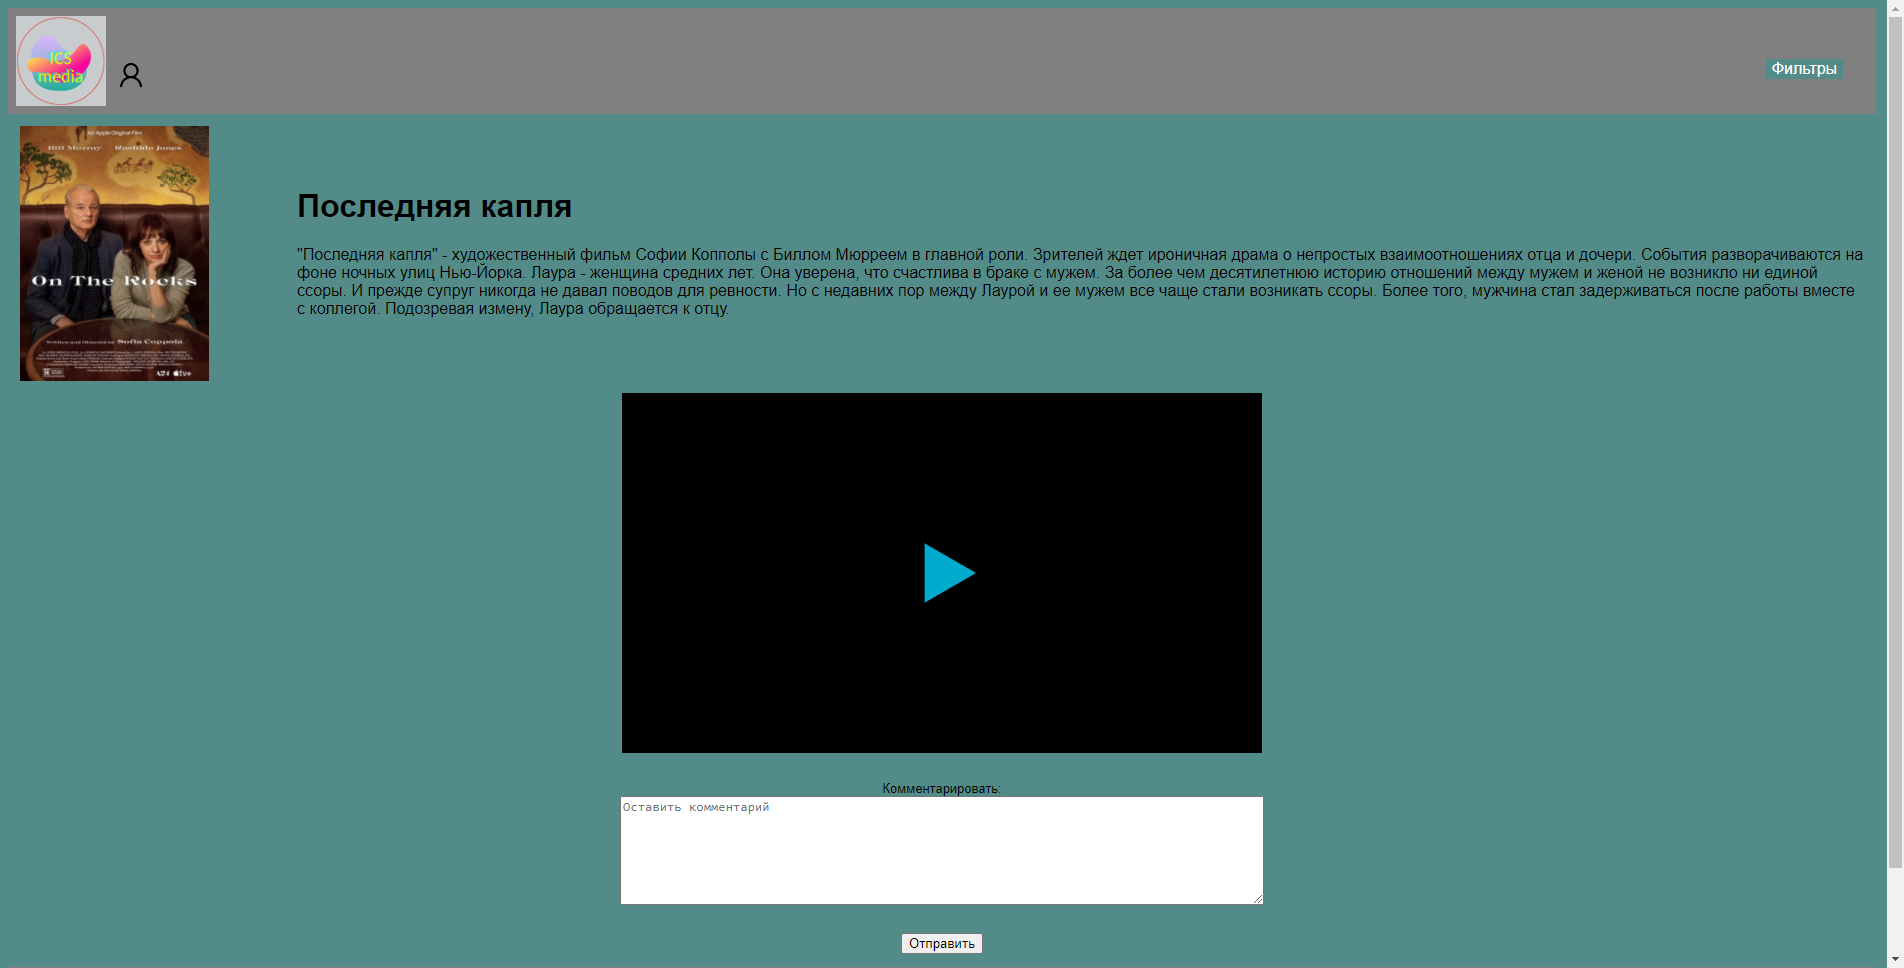 ICS
media
Фильтры
An Apple Original Film
Bill Murray Rashida Jones
On The Rocks
Written and Directed by Sofia Coppola
A24 tv+
Последняя капля
"Последняя капля" - художественный фильм Софии Копполы с Биллом Мюрреем в главной роли. Зрителей ждет ироничная драма о непростых взаимоотношениях отца и дочери. События разворачиваются на
фоне ночных улиц Нью-Йорка. Лаура - женщина средних лет. Она уверена, что счастлива в браке с мужем. За более чем десятилетнюю историю отношений между мужем и женой не возникло ни единой
ссоры. И прежде супруг никогда не давал поводов для ревности. Но с недавних пор между Лаурой и ее мужем все чаще стали возникать ссоры. Более того, мужчина стал задерживаться после работы вместе
с коллегой. Подозревая измену, Лаура обращается к отцу.
Комментарировать:
Оставить комментарий
Отправить